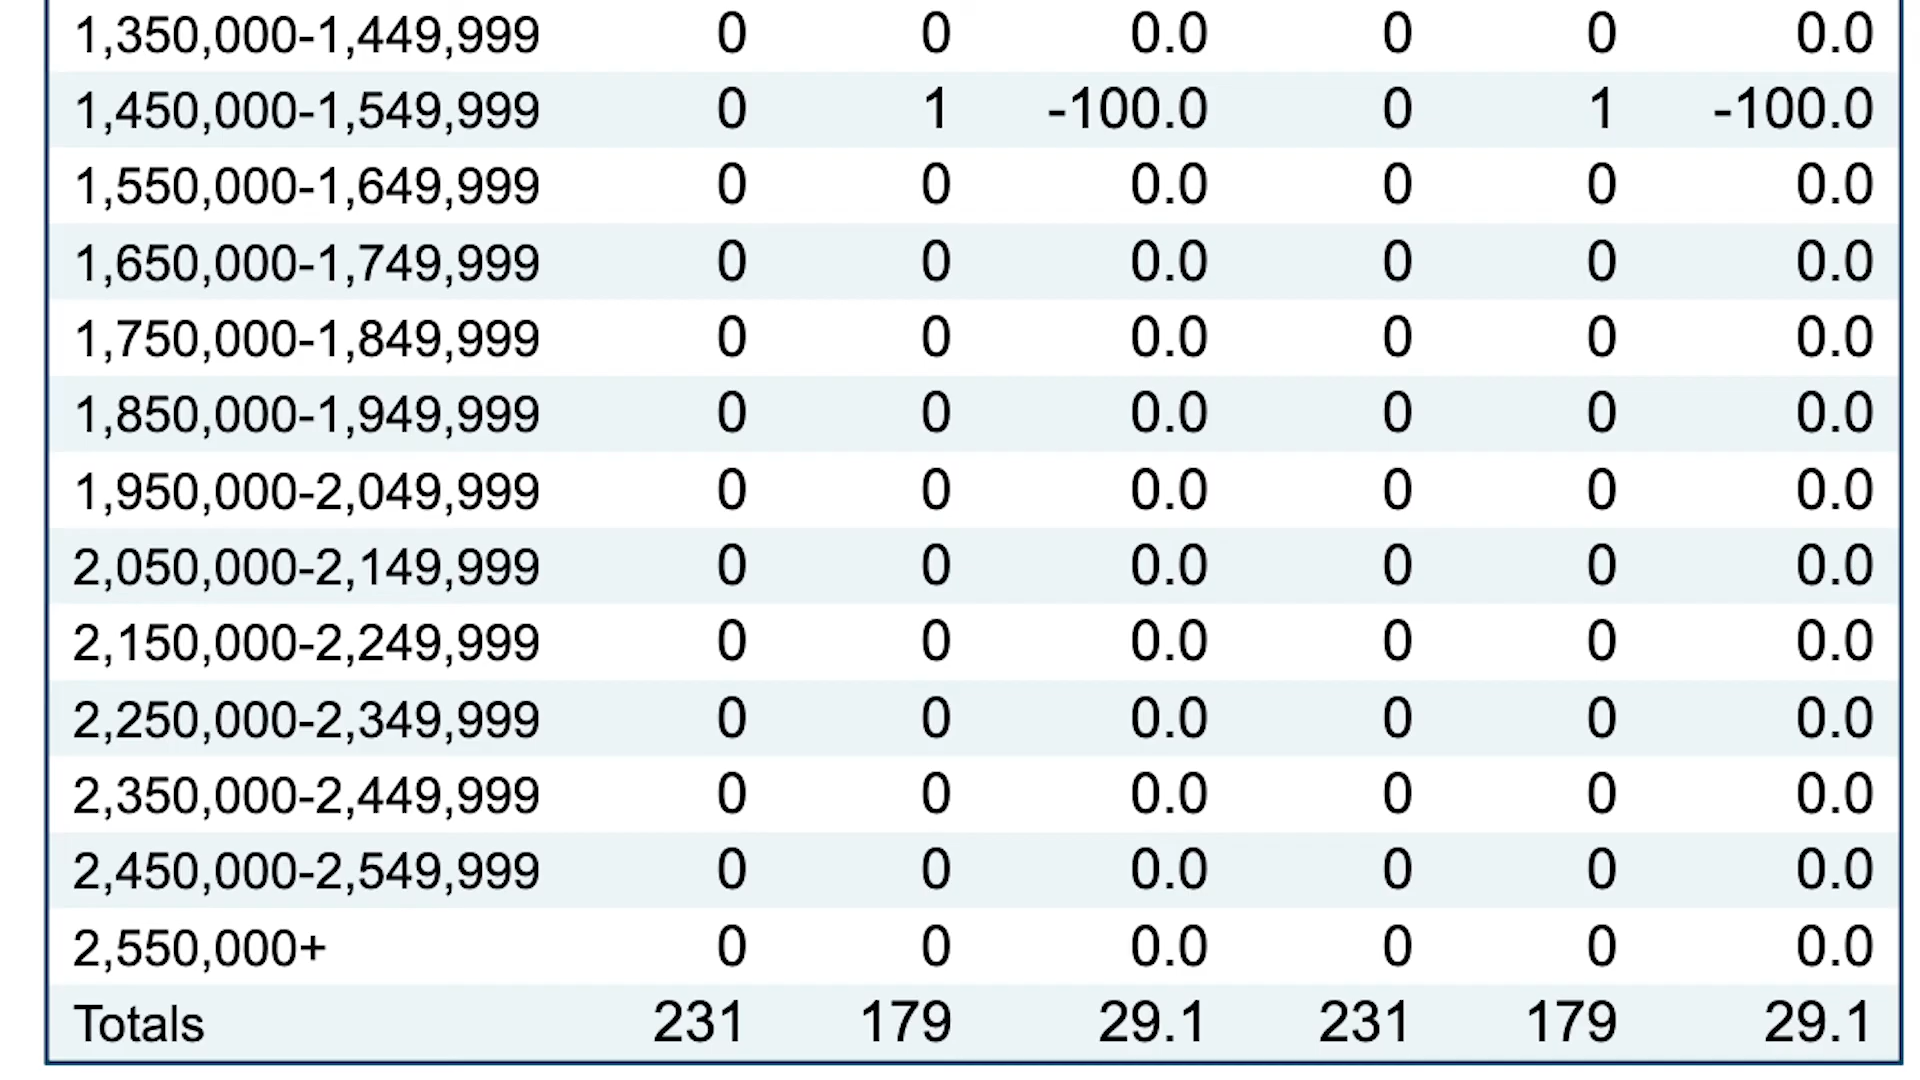 1,350,000-1,449,999 0 0 0.0 0 0 0.0
1,450,000-1,549,999 0 1 -100.0 0 1 -100.0
1,550,000-1,649,999 0 0 0.0 0 0 0.0
1,650,000-1,749,999 0 0 0.0 0 0 0.0
1,750,000-1,849,999 0 0 0.0 0 0 0.0
1,850,000-1,949,999 0 0 0.0 0 0 0.0
1,950,000-2,049,999 0 0 0.0 0 0 0.0
2,050,000-2,149,999 0 0 0.0 0 0 0.0
2,150,000-2,249,999 0 0 0.0 0 0 0.0
2,250,000-2,349,999 0 0 0.0 0 0 0.0
2,350,000-2,449,999 0 0 0.0 0 0 0.0
2,450,000-2,549,999 0 0 0.0 0 0 0.0
2,550,000+ 0 0 0.0 0 0 0.0
Totals 231 179 29.1 231 179 29.1